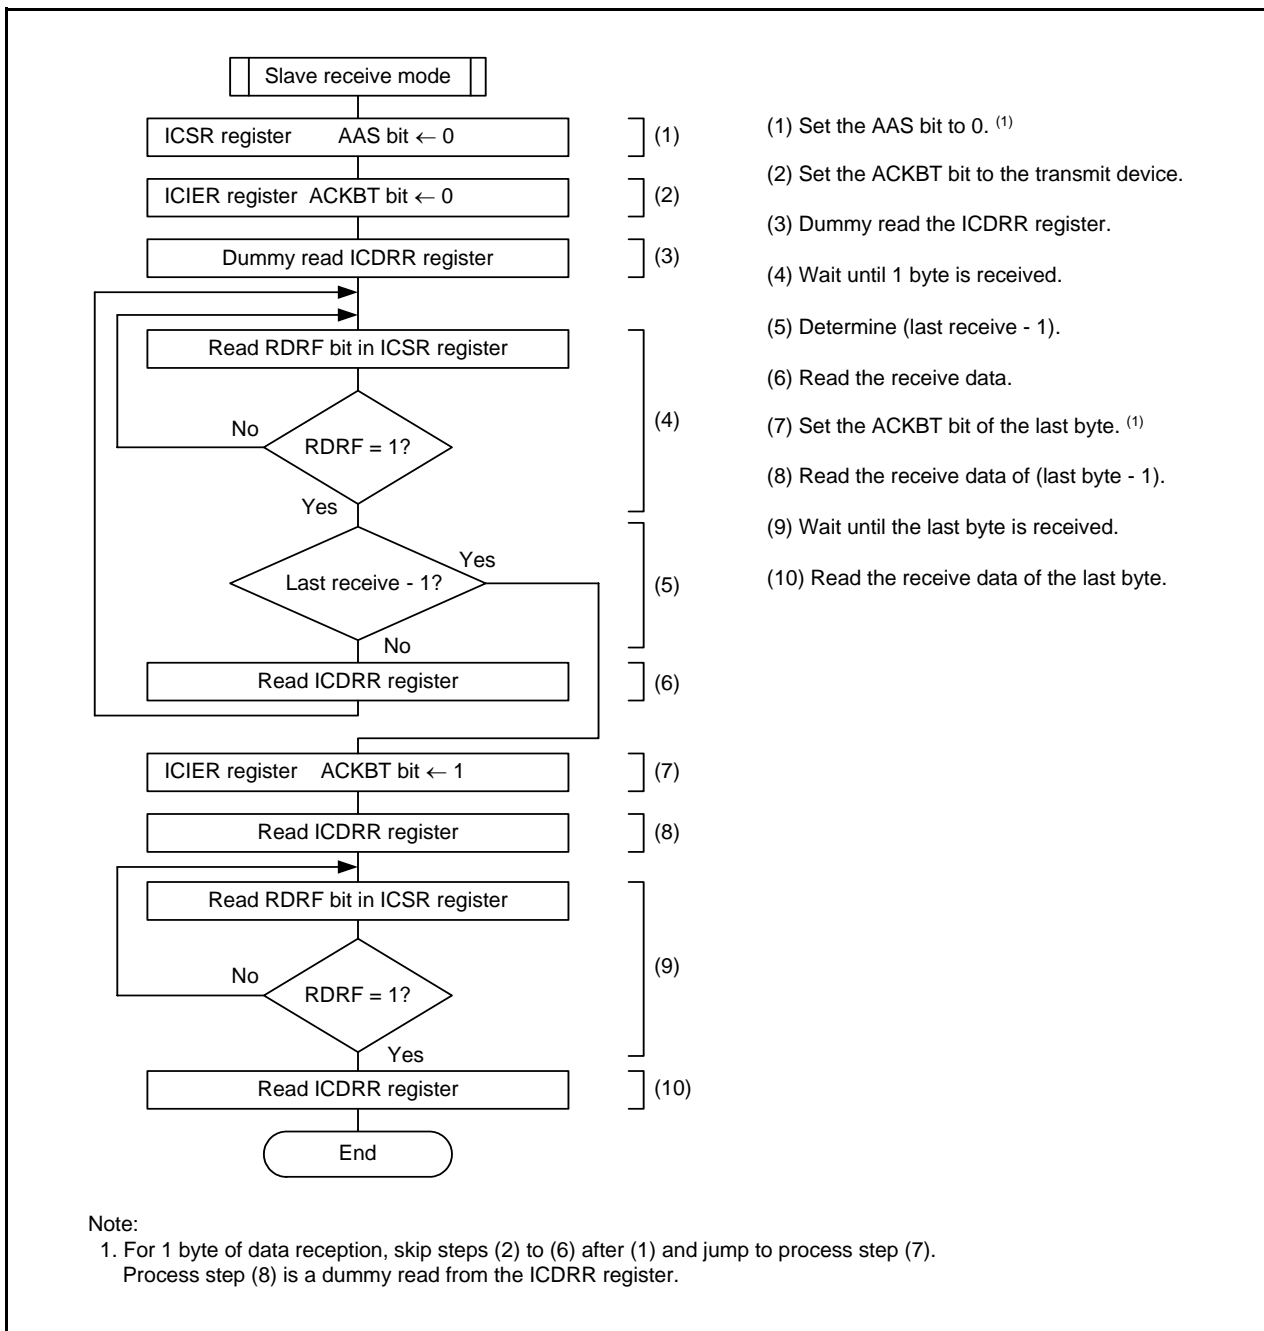 Slave receive mode
ICSR register AAS bit ← 0
(1)
ICIER register ACKBT bit ← 0
(2)
Dummy read ICDRR register
(3)
Read RDRF bit in ICSR register
No
RDRF = 1?
(4)
Yes
Yes
Last receive - 1?
(5)
No
Read ICDRR register
(6)
ICIER register ACKBT bit ← 1
(7)
Read ICDRR register
(8)
Read RDRF bit in ICSR register
No
RDRF = 1?
(9)
Yes
Read ICDRR register
(10)
End
(1) Set the AAS bit to 0. (1)
(2) Set the ACKBT bit to the transmit device.
(3) Dummy read the ICDRR register.
(4) Wait until 1 byte is received.
(5) Determine (last receive - 1).
(6) Read the receive data.
(7) Set the ACKBT bit of the last byte. (1)
(8) Read the receive data of (last byte - 1).
(9) Wait until the last byte is received.
(10) Read the receive data of the last byte.
Note:
1. For 1 byte of data reception, skip steps (2) to (6) after (1) and jump to process step (7).
Process step (8) is a dummy read from the ICDRR register.